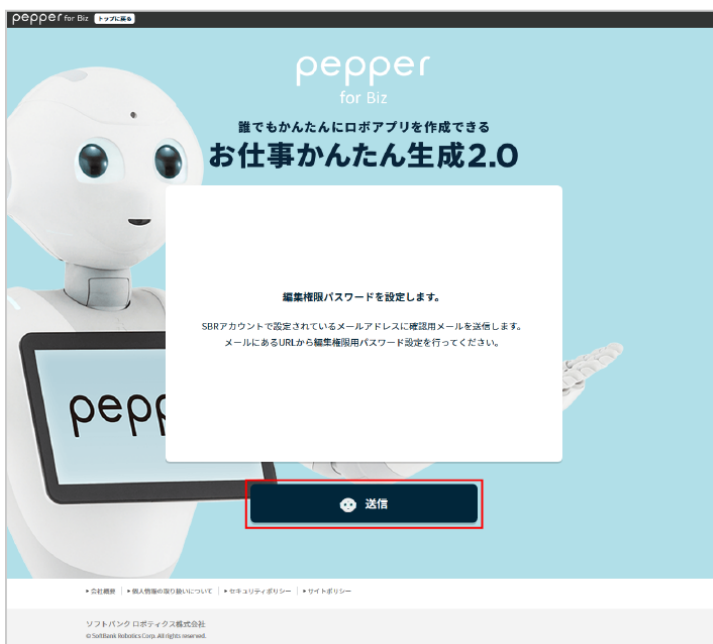 pepper for Biz トップに戻る
pepper
for Biz
誰でもかんたんにロボアプリを作成できる
お仕事かんたん生成2.0
編集権限パスワードを設定します。
SBRアカウントで設定されているメールアドレスに確認用メールを送信します。
メールにあるURLから編集権限用パスワード設定を行ってください。
pepp
送信
会社概要 個人情報の取り扱いについて セキュリティポリシー サイトポリシー
ソフトバンク ロボティクス株式会社
© SoftBank Robotics Corp. All rights reserved.